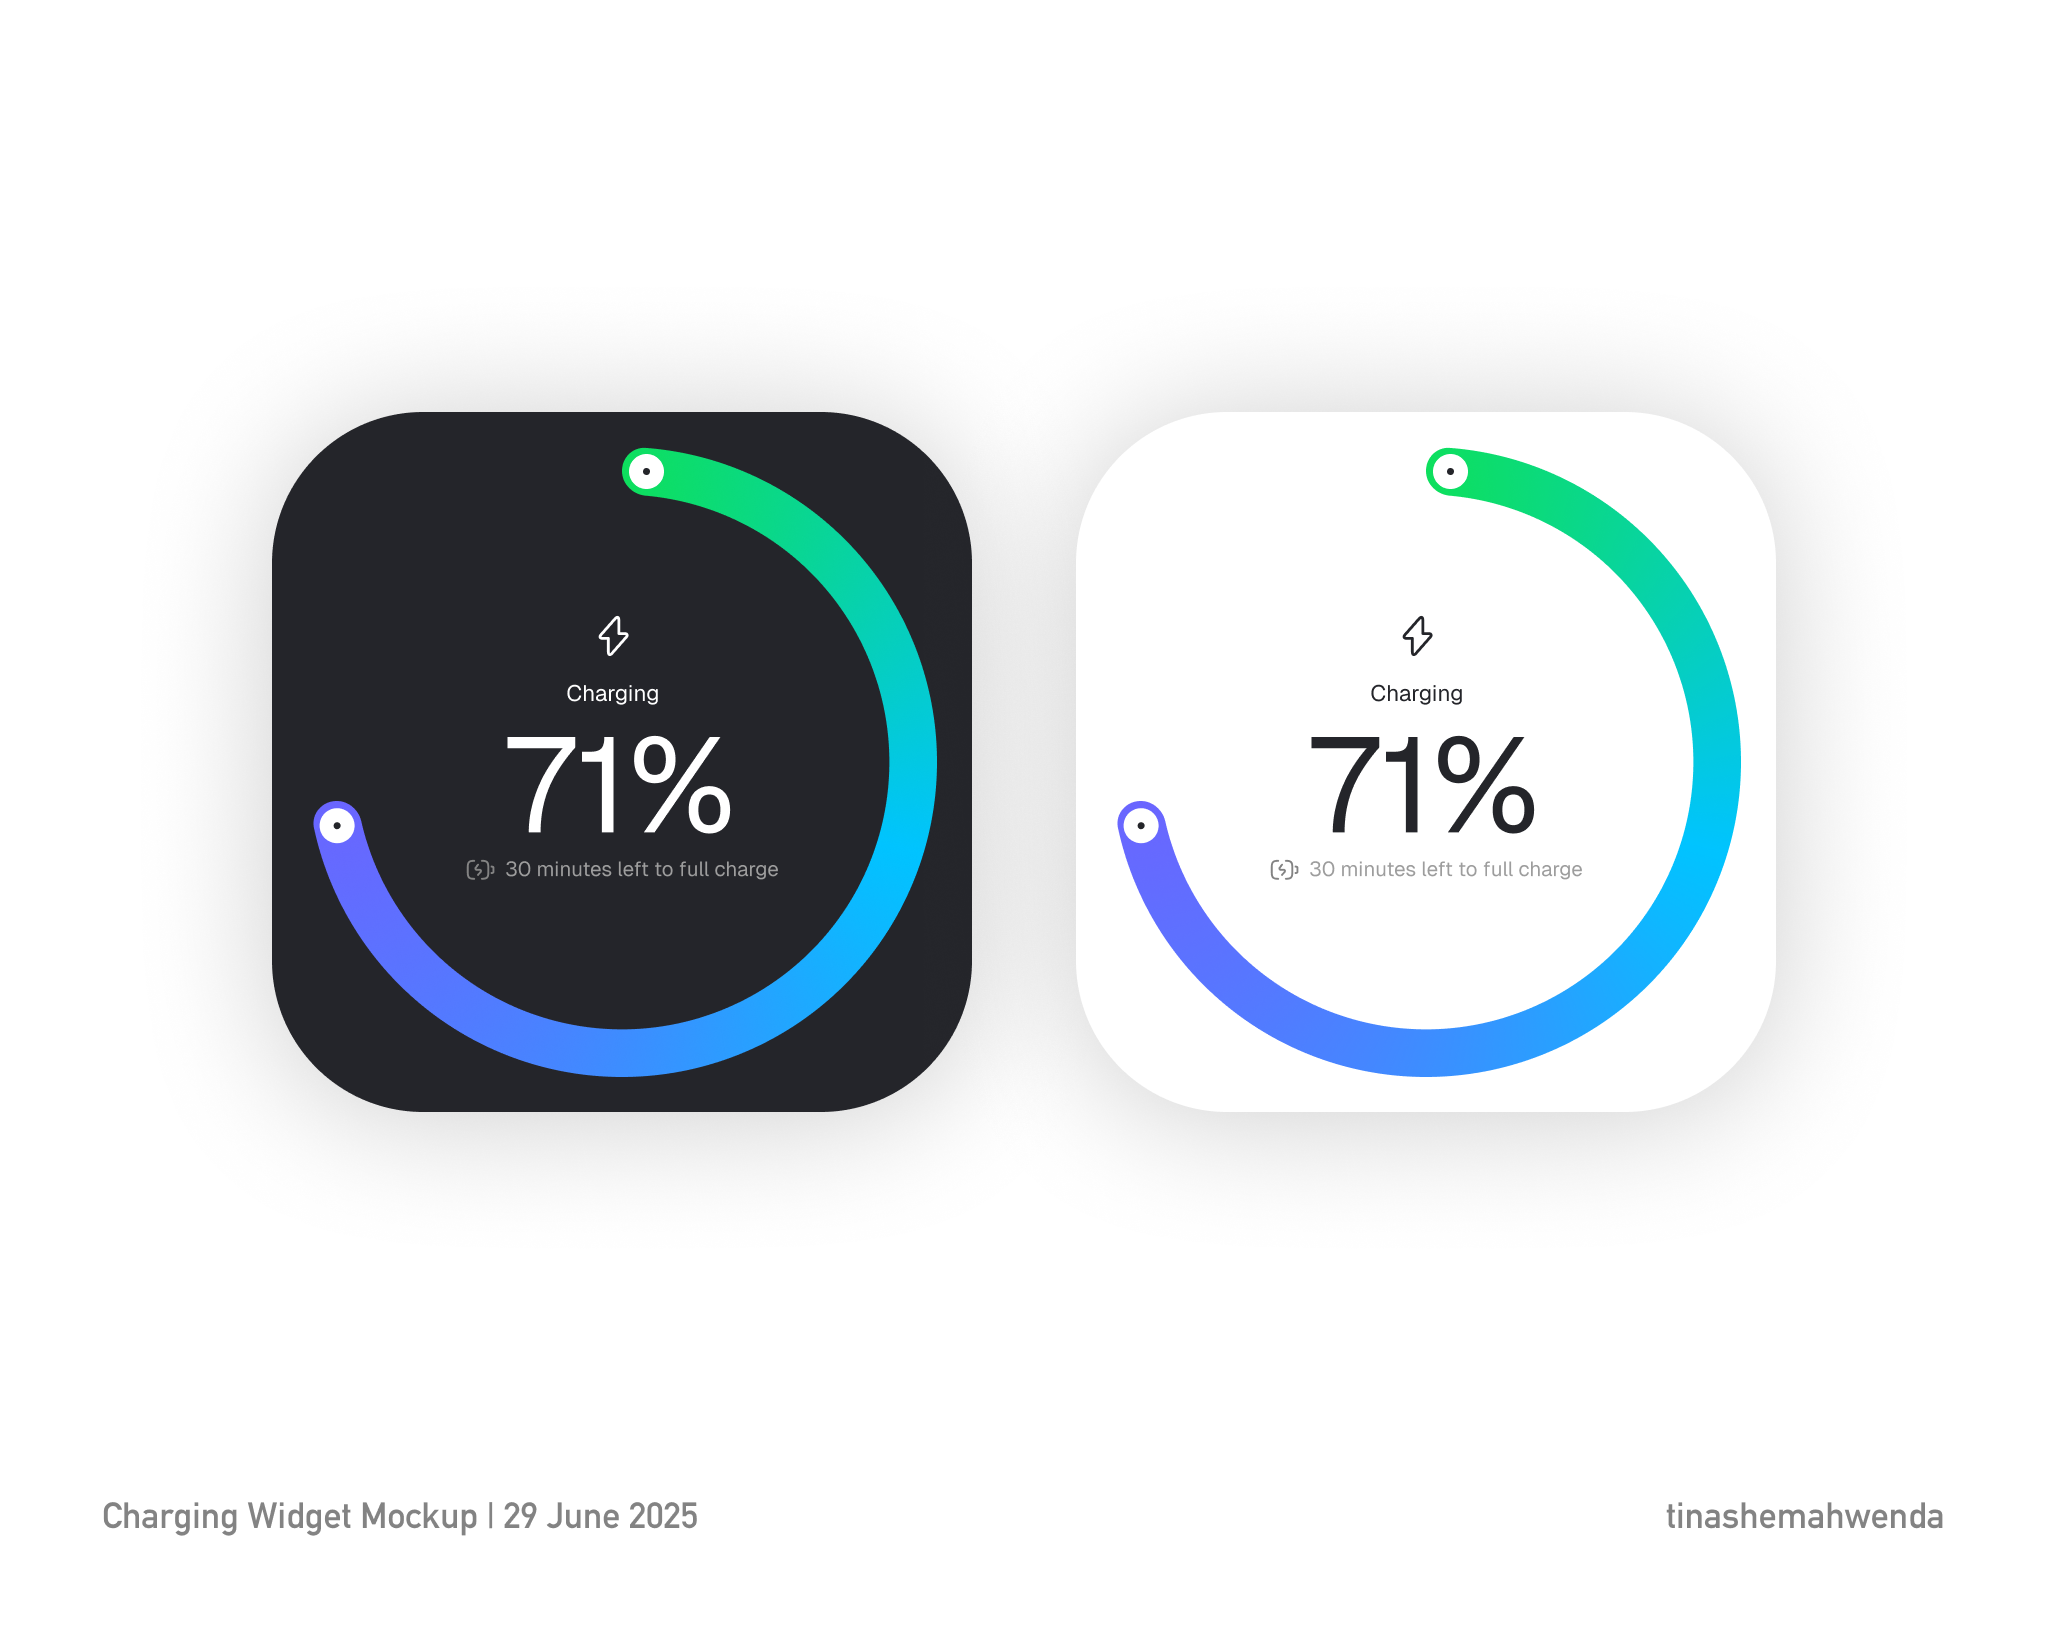 Charging
71%
30 minutes left to full charge
Charging
71%
30 minutes left to full charge
Charging Widget Mockup | 29 June 2025
tinashemahwenda